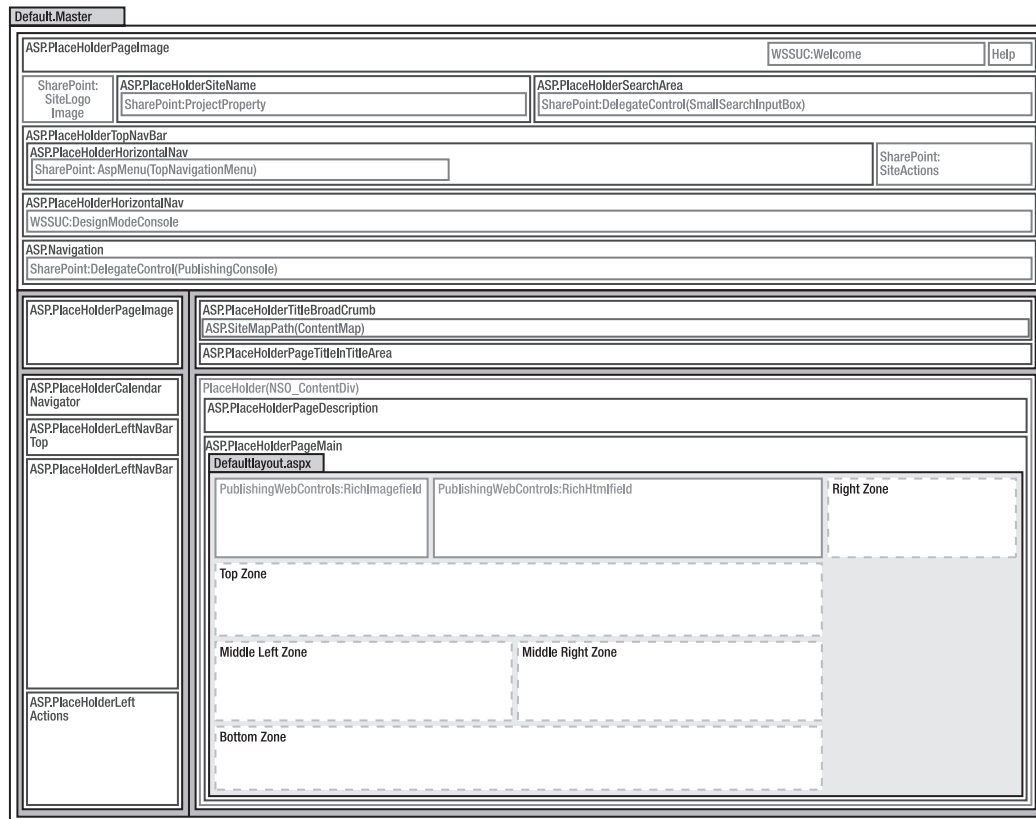 Default.Master
ASP.PlaceHolderPageImage
WSSUC:Welcome
Help
SharePoint:
SiteLogo
Image
ASP.PlaceHolderSiteName
SharePoint:ProjectProperty
ASP.PlaceHolderSearchArea
SharePoint:DelegateControl(SmallSearchInputBox)
ASP.PlaceHolderTopNavBar
ASP.PlaceHolderHorizontalNav
SharePoint: AspMenu(TopNavigationMenu)
SharePoint:
SiteActions
ASP.PlaceHolderHorizontalNav
WSSUC:DesignModeConsole
ASP.Navigation
SharePoint:DelegateControl(PublishingConsole)
ASP.PlaceHolderPageImage
ASP.PlaceHolderTitleBroadCrumb
ASP.SiteMapPath(ContentMap)
ASP.PlaceHolderPageTitleInTitleArea
ASP.PlaceHolderCalendar
Navigator
ASP.PlaceHolderLeftNavBar
Top
ASP.PlaceHolderLeftNavBar
ASP.PlaceHolderLeft
Actions
PlaceHolder(NSO_ContentDiv)
ASP.PlaceHolderPageDescription
ASP.PlaceHolderPageMain
Defaultlayout.aspx
PublishingWebControls:RichImagefield
PublishingWebControls:RichHtmlfield
Right Zone
Top Zone
Middle Left Zone
Middle Right Zone
Bottom Zone